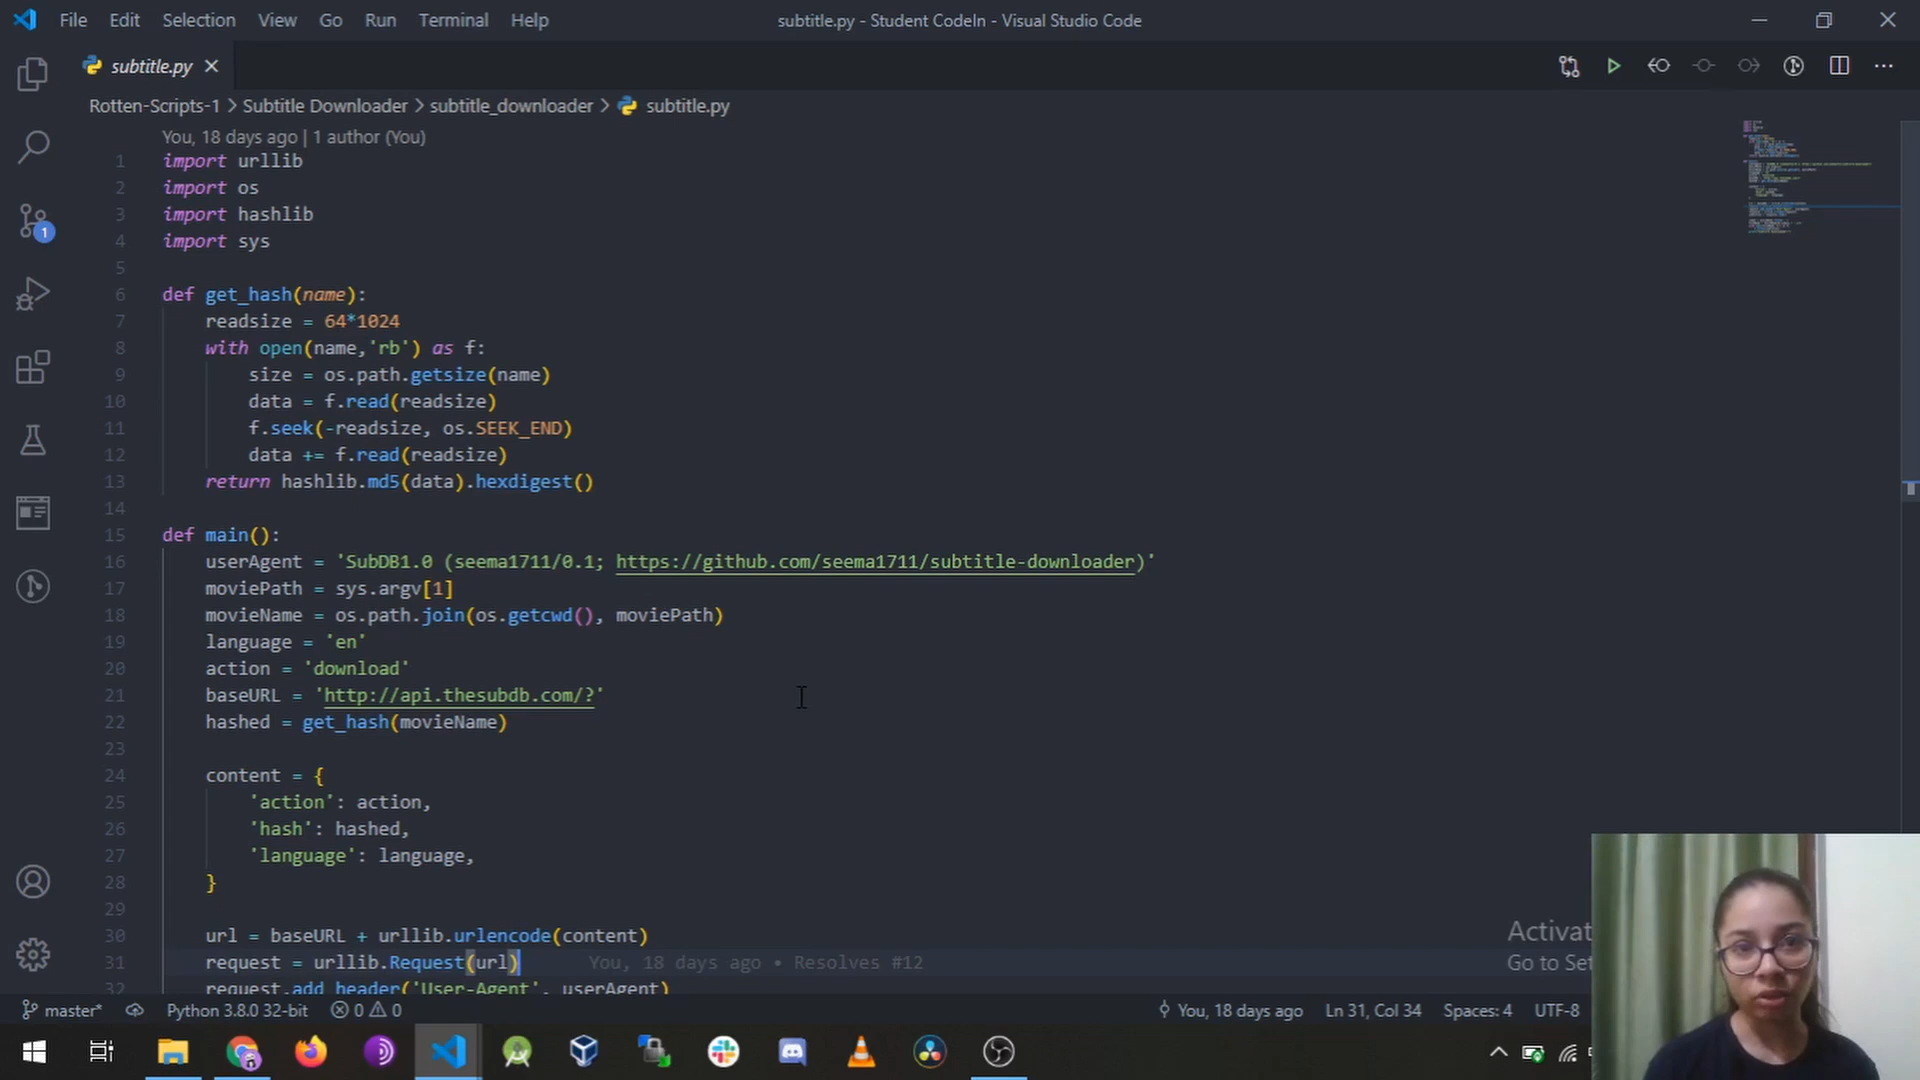 File Edit Selection View Go Run Terminal Help subtitle.py - Student CodeIn - Visual Studio Code
subtitle.py
Rotten-Scripts-1 > Subtitle Downloader > subtitle_downloader > subtitle.py
You, 18 days ago | 1 author (You)
1 import urllib
2 import os
3 import hashlib
4 import sys
5
6 def get_hash(name):
7 readsize = 64*1024
8 with open(name,'rb') as f:
9 size = os.path.getsize(name)
10 data = f.read(readsize)
11 f.seek(-readsize, os.SEEK_END)
12 data += f.read(readsize)
13 return hashlib.md5(data).hexdigest()
14
15 def main():
16 userAgent = 'SubDB1.0 (seema1711/0.1; https://github.com/seema1711/subtitle-downloader)'
17 moviePath = sys.argv[1]
18 movieName = os.path.join(os.getcwd(), moviePath)
19 language = 'en'
20 action = 'download'
21 baseURL = 'http://api.thesubdb.com/?'
22 hashed = get_hash(movieName)
23
24 content = {
25 'action': action,
26 'hash': hashed,
27 'language': language,
28 }
29
30 url = baseURL + urllib.urlencode(content)
31 request = urllib.Request(url) You, 18 days ago • Resolves #12
32 request.add_header('User-Agent', userAgent)
Activat
Go to Set
1
master* Python 3.8.0 32-bit 0 0 You, 18 days ago Ln 31, Col 34 Spaces: 4 UTF-8